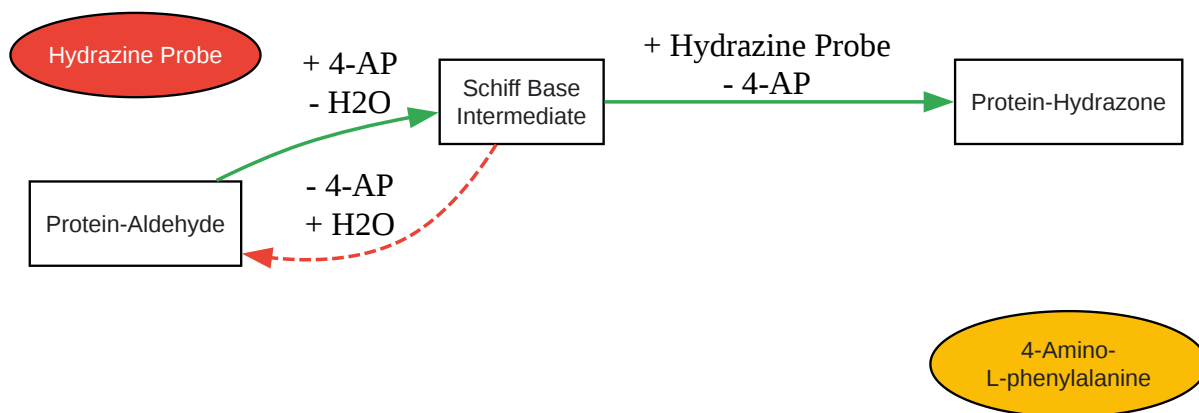 Hydrazine Probe
+ 4-AP
- H2O
Schiff Base
Intermediate
+ Hydrazine Probe
- 4-AP
Protein-Hydrazone
Protein-Aldehyde
- 4-AP
+ H2O
4-Amino-
L-phenylalanine